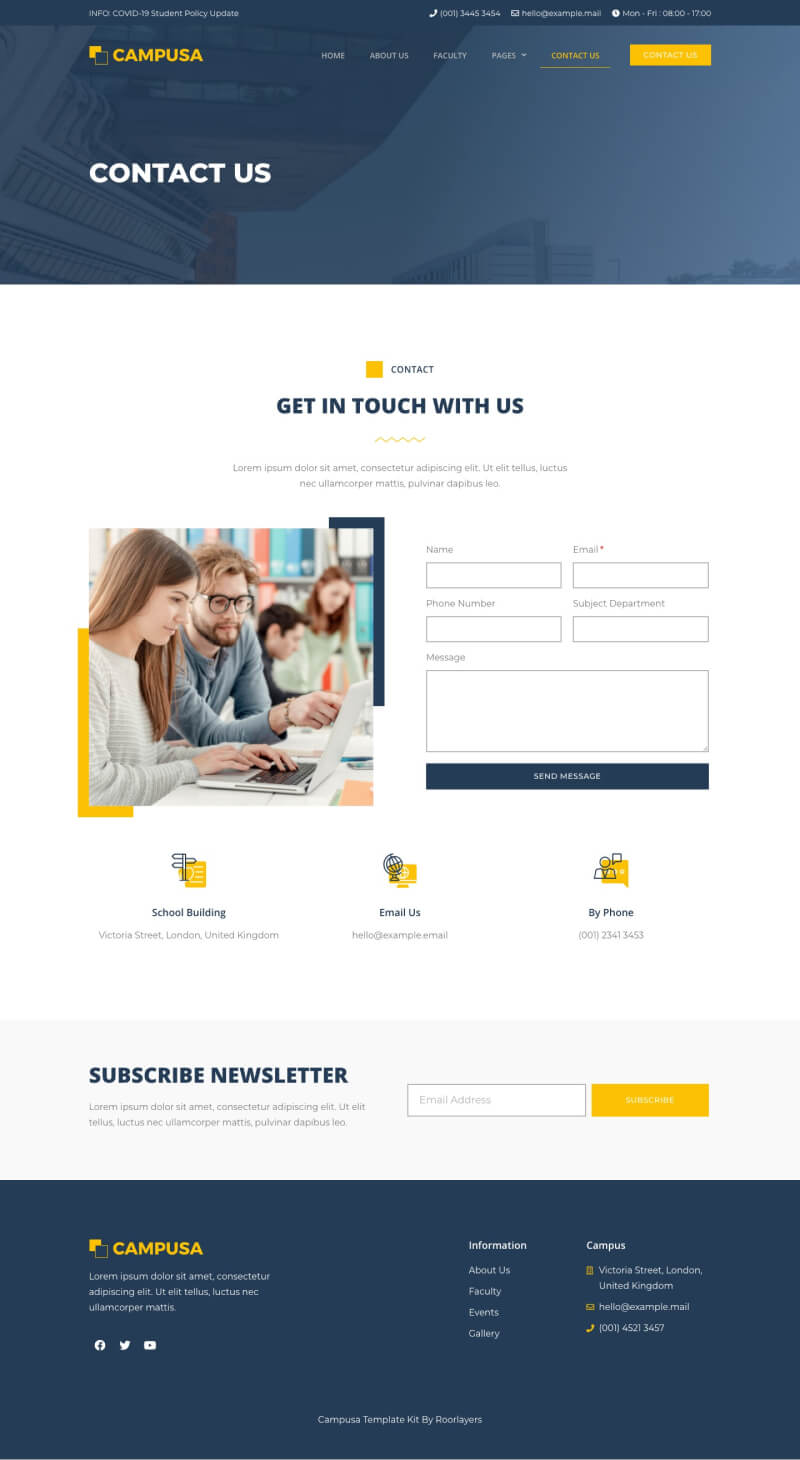 INFO: COVID-19 Student Policy Update
(001) 3445 3454
hello@example.mail
Mon - Fri : 08:00 - 17:00
CAMPUSA
HOME
ABOUT US
FACULTY
PAGES
CONTACT US
CONTACT US
CONTACT US
CONTACT
GET IN TOUCH WITH US
Lorem ipsum dolor sit amet, consectetur adipiscing elit. Ut elit tellus, luctus
nec ullamcorper mattis, pulvinar dapibus leo.
Name
Email *
Phone Number
Subject Department
Message
SEND MESSAGE
School Building
Victoria Street, London, United Kingdom
Email Us
hello@example.email
By Phone
(001) 2341 3453
SUBSCRIBE NEWSLETTER
Lorem ipsum dolor sit amet, consectetur adipiscing elit. Ut elit
tellus, luctus nec ullamcorper mattis, pulvinar dapibus leo.
Email Address
SUBSCRIBE
CAMPUSA
Lorem ipsum dolor sit amet, consectetur
adipiscing elit. Ut elit tellus, luctus nec
ullamcorper mattis.
Information
About Us
Faculty
Events
Gallery
Campus
Victoria Street, London,
United Kingdom
hello@example.mail
(001) 4521 3457
Campusa Template Kit By Roorlayers